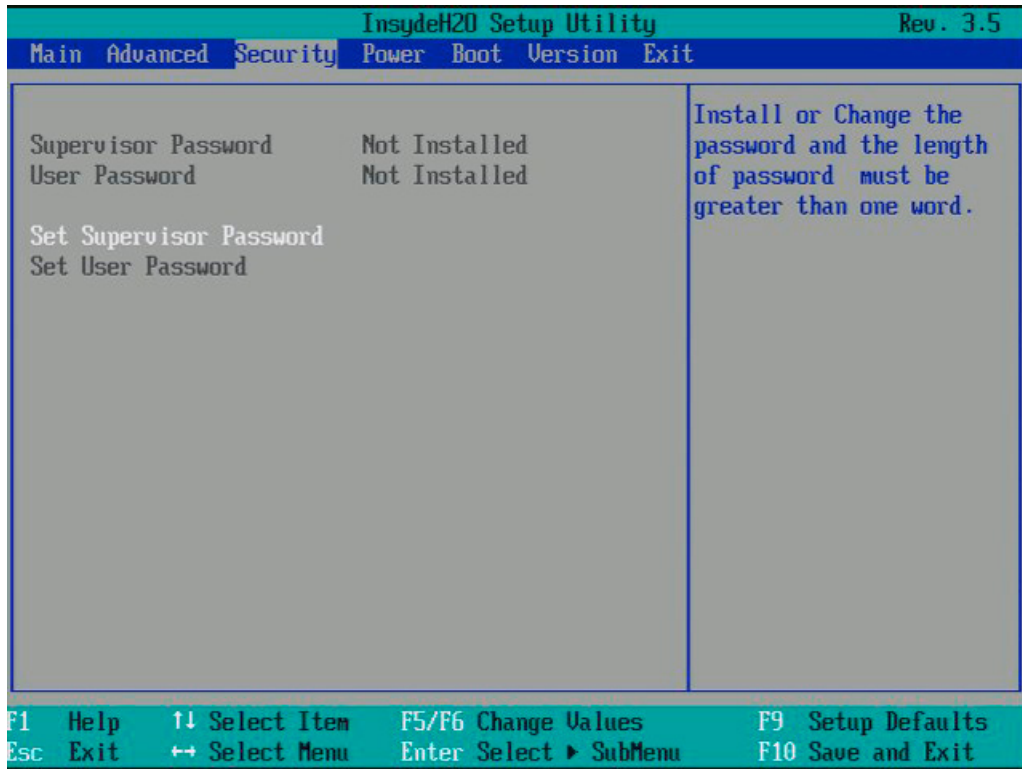 InsydeH2O Setup Utility Rev. 3.5
Main Advanced Security Power Boot Version Exit
Supervisor Password Not Installed
User Password Not Installed
Set Supervisor Password
Set User Password
Install or Change the
password and the length
of password must be
greater than one word.
F1 Help ↑↓ Select Item F5/F6 Change Values F9 Setup Defaults
Esc Exit ↔ Select Menu Enter Select ▶ SubMenu F10 Save and Exit